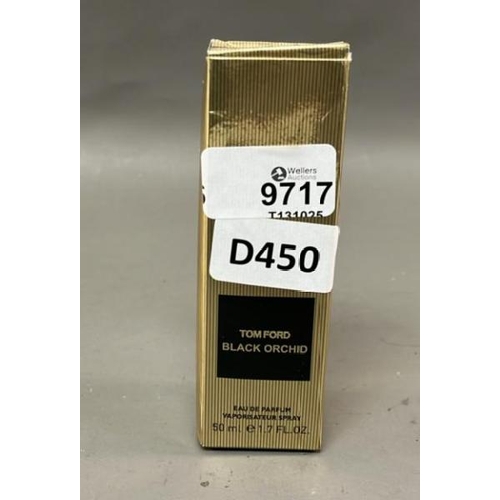 Wellers
Auctions
9717
T131025
D450
TOM FORD
BLACK ORCHID
EAU DE PARFUM
VAPORISATEUR SPRAY
50 ml ℮ 1.7 FL.OZ.